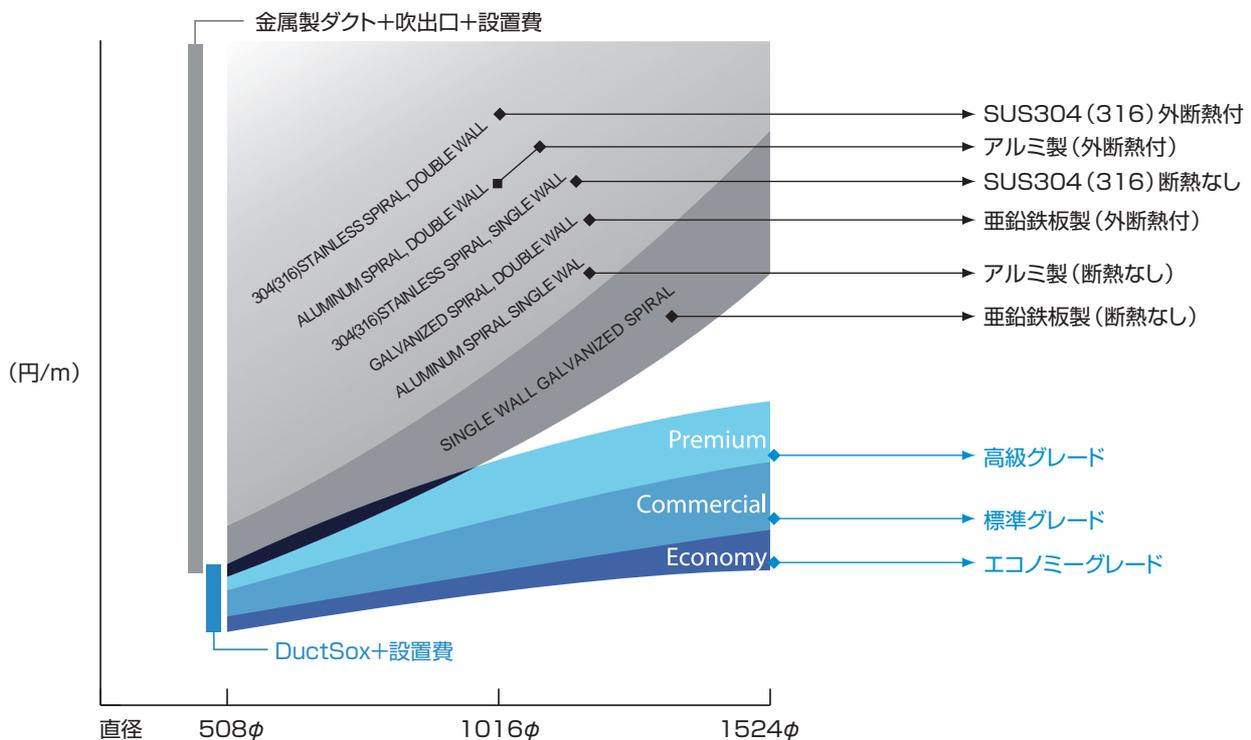 金属製ダクト＋吹出口＋設置費
304(316)STAINLESS SPIRAL, DOUBLE WALL
SUS304（316）外断熱付
ALUMINUM SPIRAL, DOUBLE WALL
アルミ製（外断熱付）
304(316)STAINLESS SPIRAL, SINGLE WALL
SUS304（316）断熱なし
GALVANIZED SPIRAL, DOUBLE WALL
亜鉛鉄板製（外断熱付）
ALUMINUM SPIRAL SINGLE WAL
アルミ製（断熱なし）
SINGLE WALL GALVANIZED SPIRAL
亜鉛鉄板製（断熱なし）
（円/m）
Premium
高級グレード
Commercial
標準グレード
Economy
エコノミーグレード
DuctSox＋設置費
直径 508φ 1016φ 1524φ